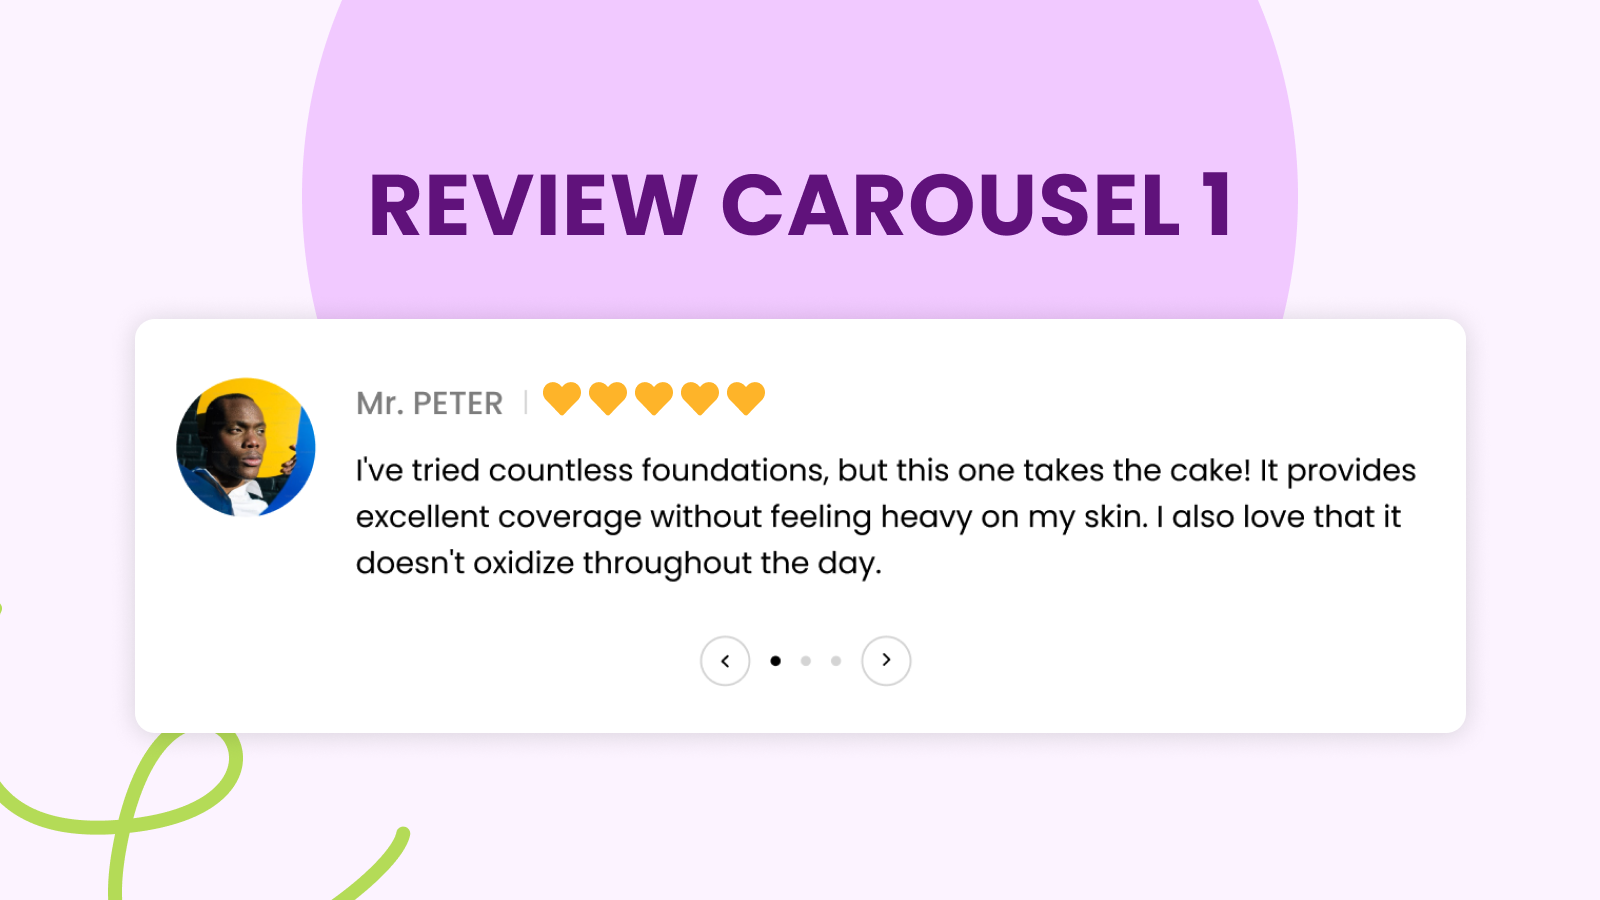 REVIEW CAROUSEL 1
Mr. PETER
I've tried countless foundations, but this one takes the cake! It provides
excellent coverage without feeling heavy on my skin. I also love that it
doesn't oxidize throughout the day.